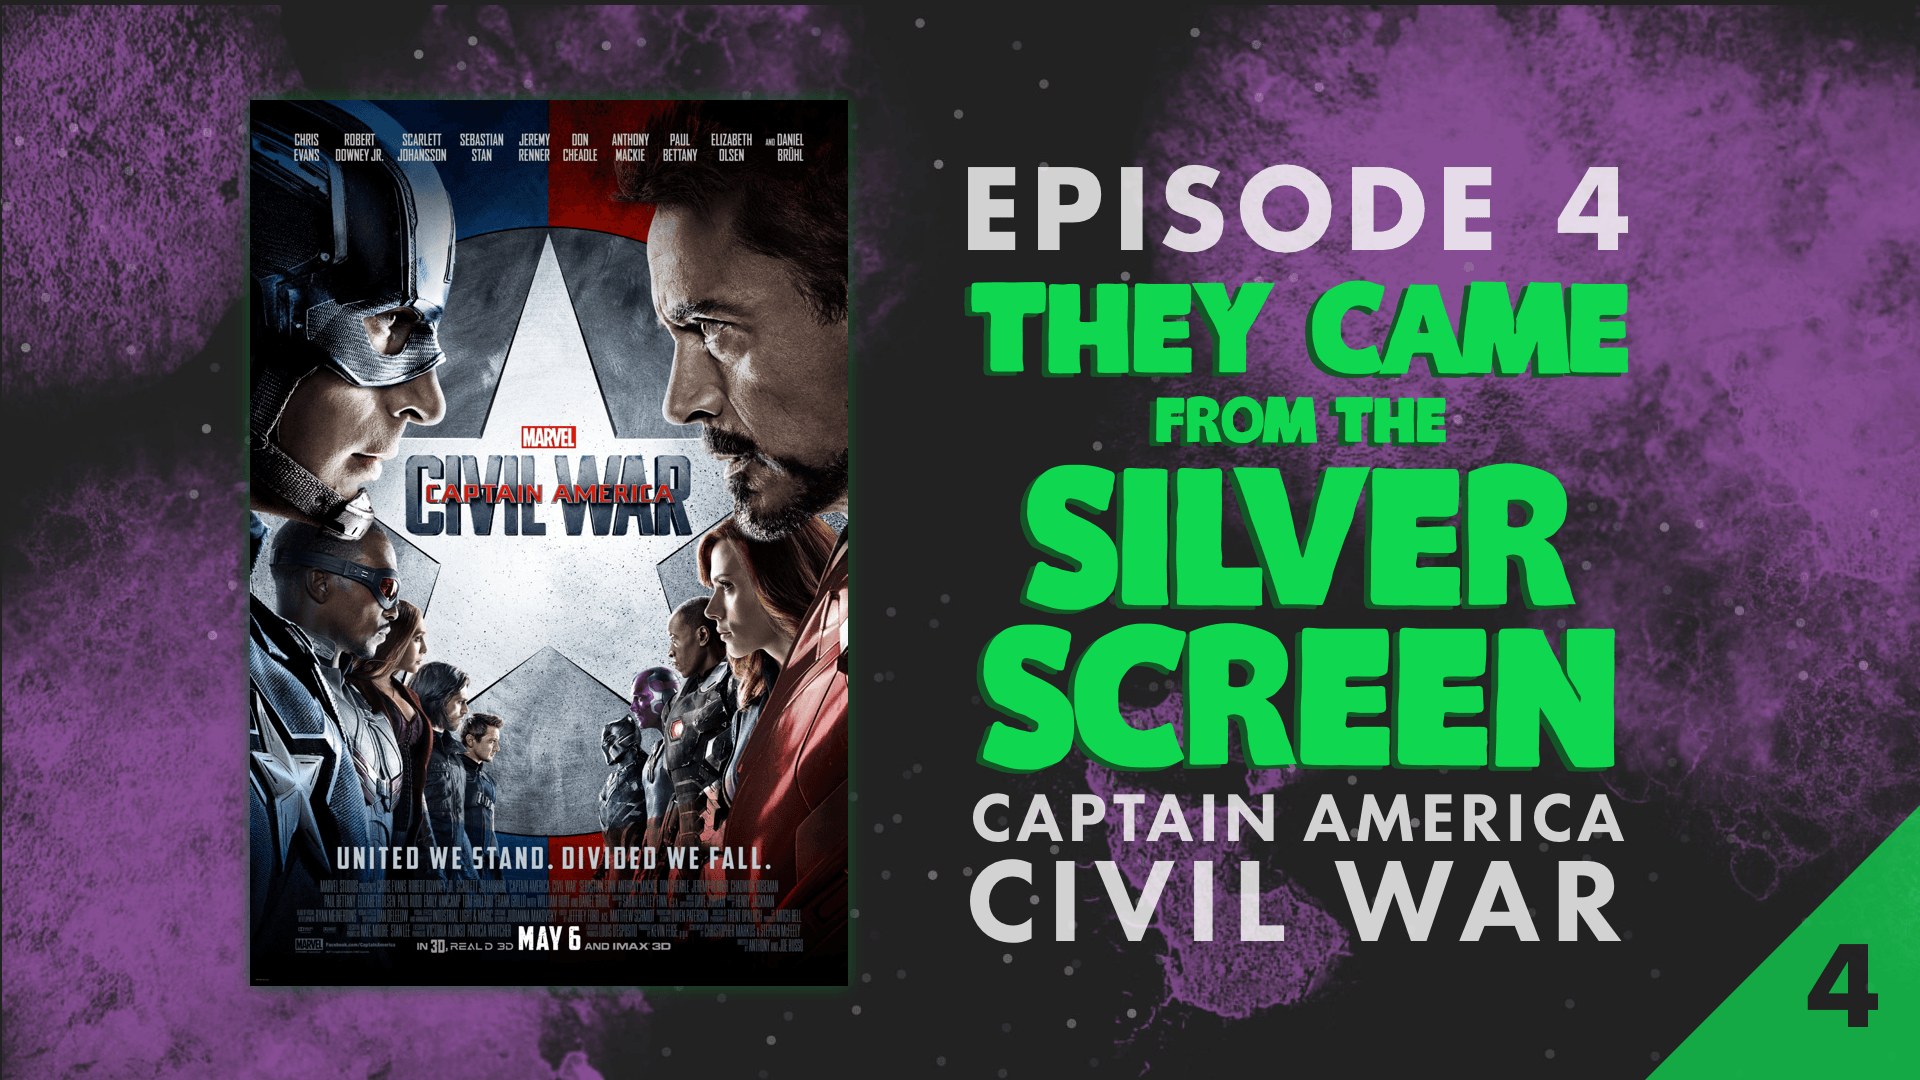 CHRIS EVANS ROBERT DOWNEY JR. SCARLETT JOHANSSON SEBASTIAN STAN JEREMY RENNER DON CHEADLE ANTHONY MACKIE PAUL BETTANY ELIZABETH OLSEN AND DANIEL BRÜHL
MARVEL
CIVIL WAR
CAPTAIN AMERICA
UNITED WE STAND. DIVIDED WE FALL.
MARVEL
IN 3D, REAL D 3D MAY 6 AND IMAX 3D
EPISODE 4
THEY CAME
FROM THE
SILVER
SCREEN
CAPTAIN AMERICA
CIVIL WAR
4